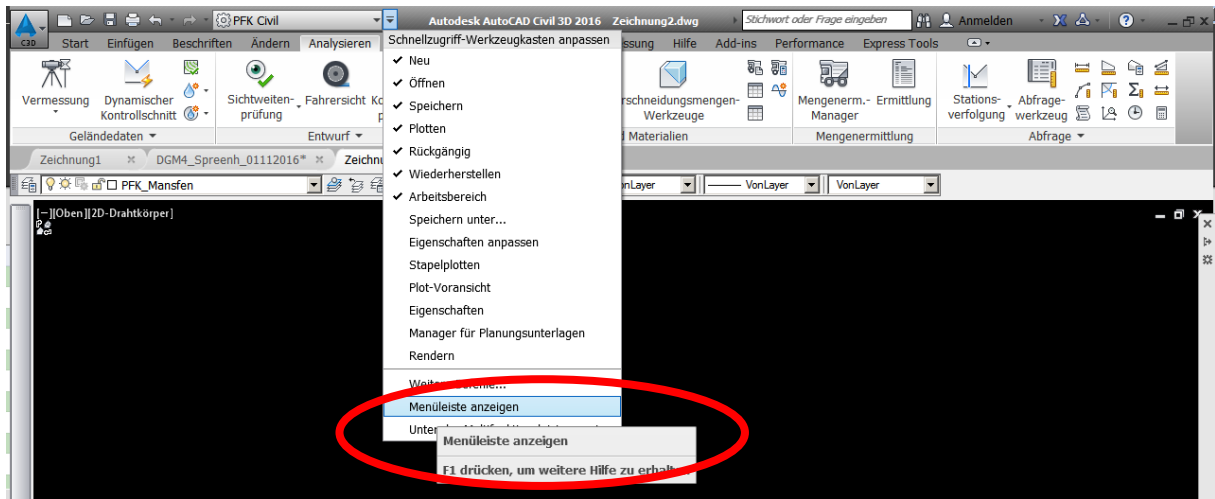 PFK Civil Autodesk AutoCAD Civil 3D 2016 Zeichnung2.dwg Stichwort oder Frage eingeben Anmelden
C3D Start Einfügen Beschriften Ändern Analysieren Schnellzugriff-Werkzeugkasten anpassen ssung Hilfe Add-ins Performance Express Tools
Vermessung Dynamischer Kontrollschnitt
Sichtweiten-prüfung Fahrersicht
rschneidungsmengen-Werkzeuge
Mengenerm.-Manager Ermittlung
Stations-verfolgung Abfrage-werkzeug
Geländedaten Entwurf Materialien Mengenermittlung Abfrage
Zeichnung1 DGM4_Spreenh_01112016* Zeichnu
PFK_Mansfen onLayer VonLayer VonLayer
[−][Oben][2D-Drahtkörper]
Neu
Öffnen
Speichern
Plotten
Rückgängig
Wiederherstellen
Arbeitsbereich
Speichern unter...
Eigenschaften anpassen
Stapelplotten
Plot-Voransicht
Eigenschaften
Manager für Planungsunterlagen
Rendern
Menüleiste anzeigen
Menüleiste anzeigen
F1 drücken, um weitere Hilfe zu